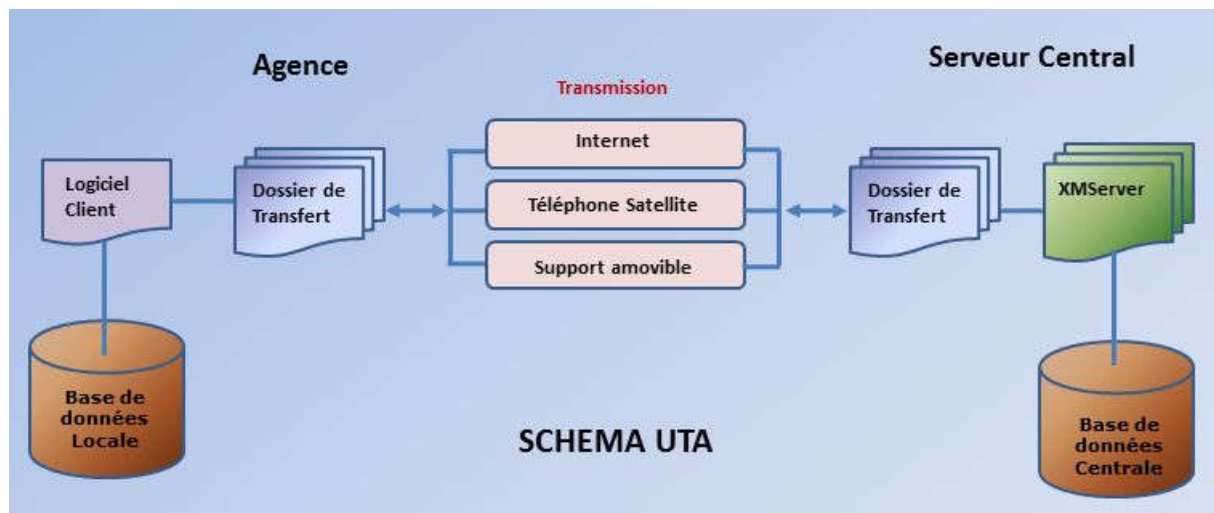 Agence
Serveur Central
Transmission
Internet
Logiciel
Client
Dossier de
Transfert
Téléphone Satellite
Dossier de
Transfert
XMServer
Support amovible
Base de
données
Locale
SCHEMA UTA
Base de
données
Centrale